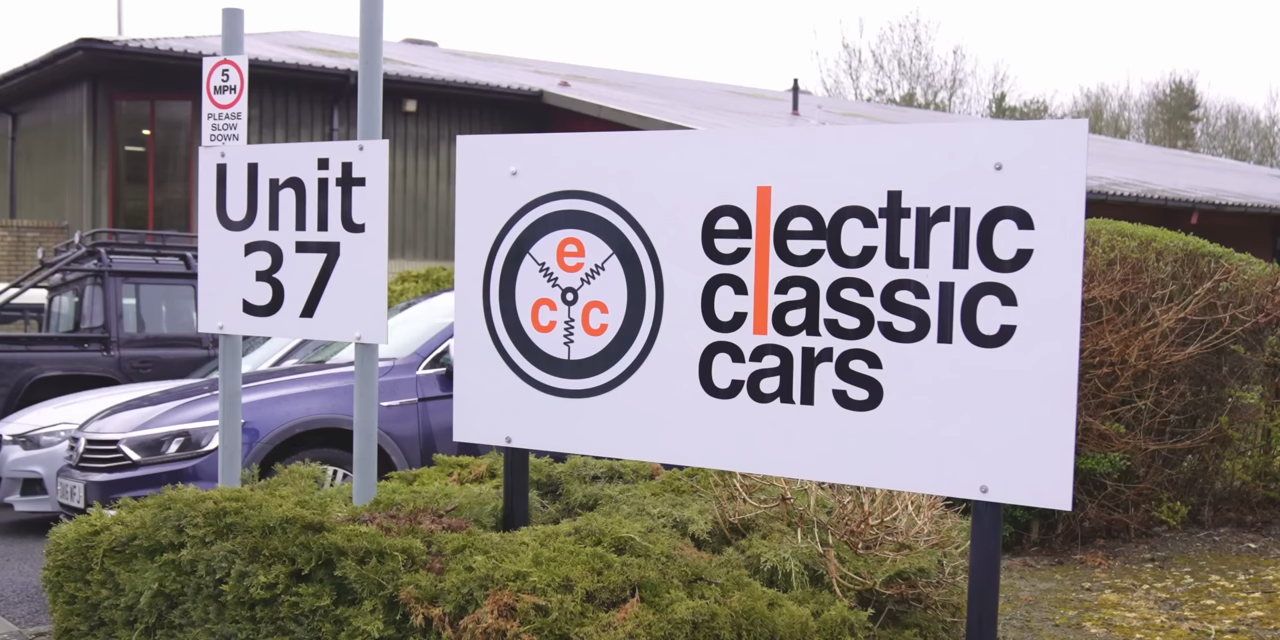 5
MPH
PLEASE
SLOW
DOWN
Unit
37
e
c c
electric
classic
cars